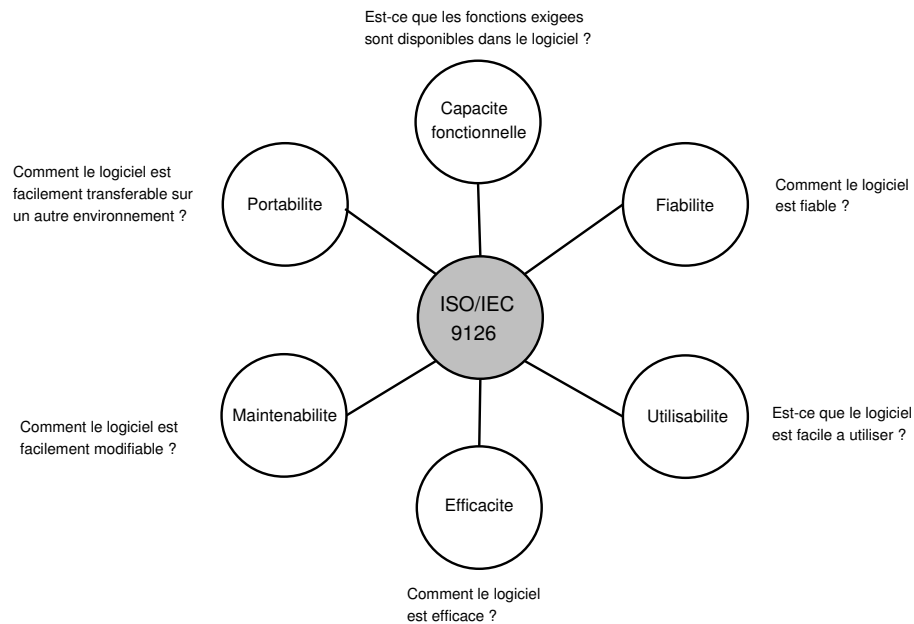 Est-ce que les fonctions exigees
sont disponibles dans le logiciel ?
Capacite
fonctionnelle
Comment le logiciel est
facilement transferable sur
un autre environnement ?
Portabilite
Fiabilite
Comment le logiciel
est fiable ?
ISO/IEC
9126
Comment le logiciel est
facilement modifiable ?
Maintenabilite
Utilisabilite
Est-ce que le logiciel
est facile a utiliser ?
Efficacite
Comment le logiciel
est efficace ?